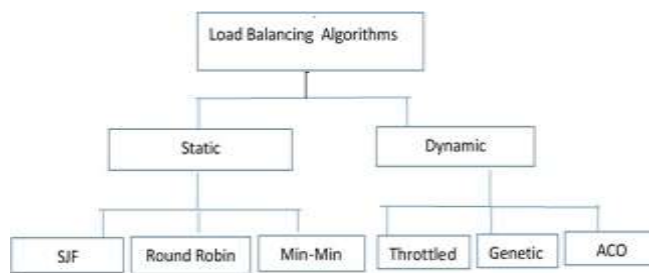 Load Balancing Algorithms
Static
Dynamic
SJF
Round Robin
Min-Min
Throttled
Genetic
ACO